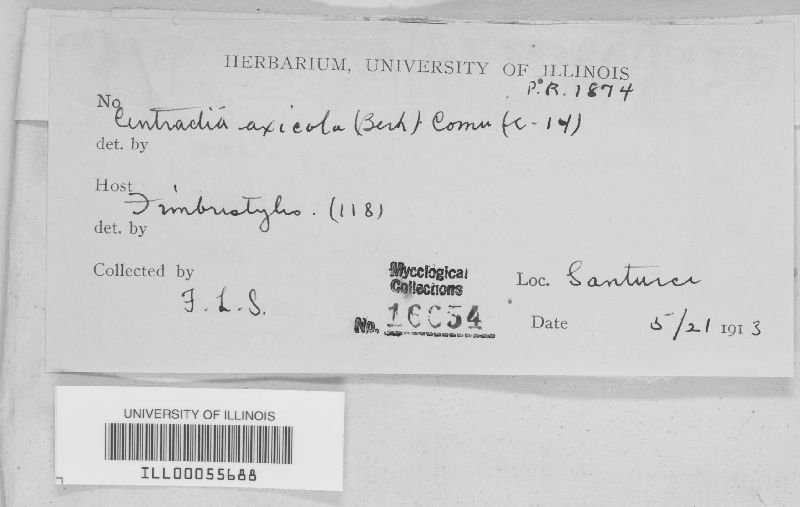 HERBARIUM, UNIVERSITY OF ILLINOIS
P.R. 1874
No
Cintractia axicola (Berk) Cornu (C-14)
det. by
Host
Fimbristylis. (118)
det. by
Collected by
F. L. S.
Mycological
Collections
No. 16654
Loc. Santurce
Date 5/21 1913
UNIVERSITY OF ILLINOIS
ILL00055688